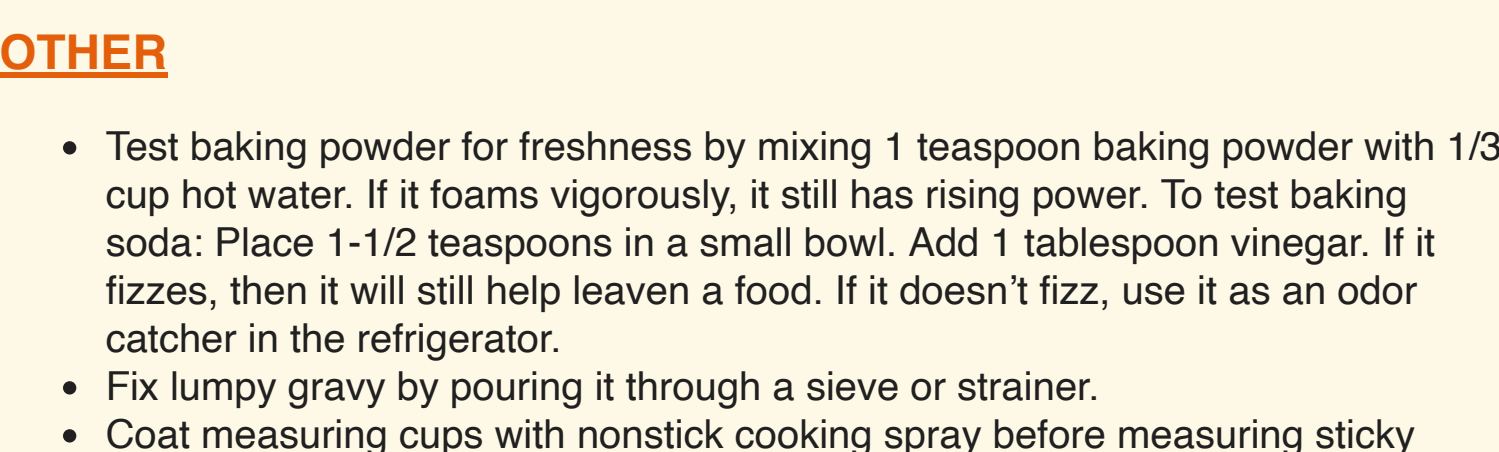 OTHER
• Test baking powder for freshness by mixing 1 teaspoon baking powder with 1/3
cup hot water. If it foams vigorously, it still has rising power. To test baking
soda: Place 1-1/2 teaspoons in a small bowl. Add 1 tablespoon vinegar. If it
fizzes, then it will still help leaven a food. If it doesn’t fizz, use it as an odor
catcher in the refrigerator.
• Fix lumpy gravy by pouring it through a sieve or strainer.
• Coat measuring cups with nonstick cooking spray before measuring sticky